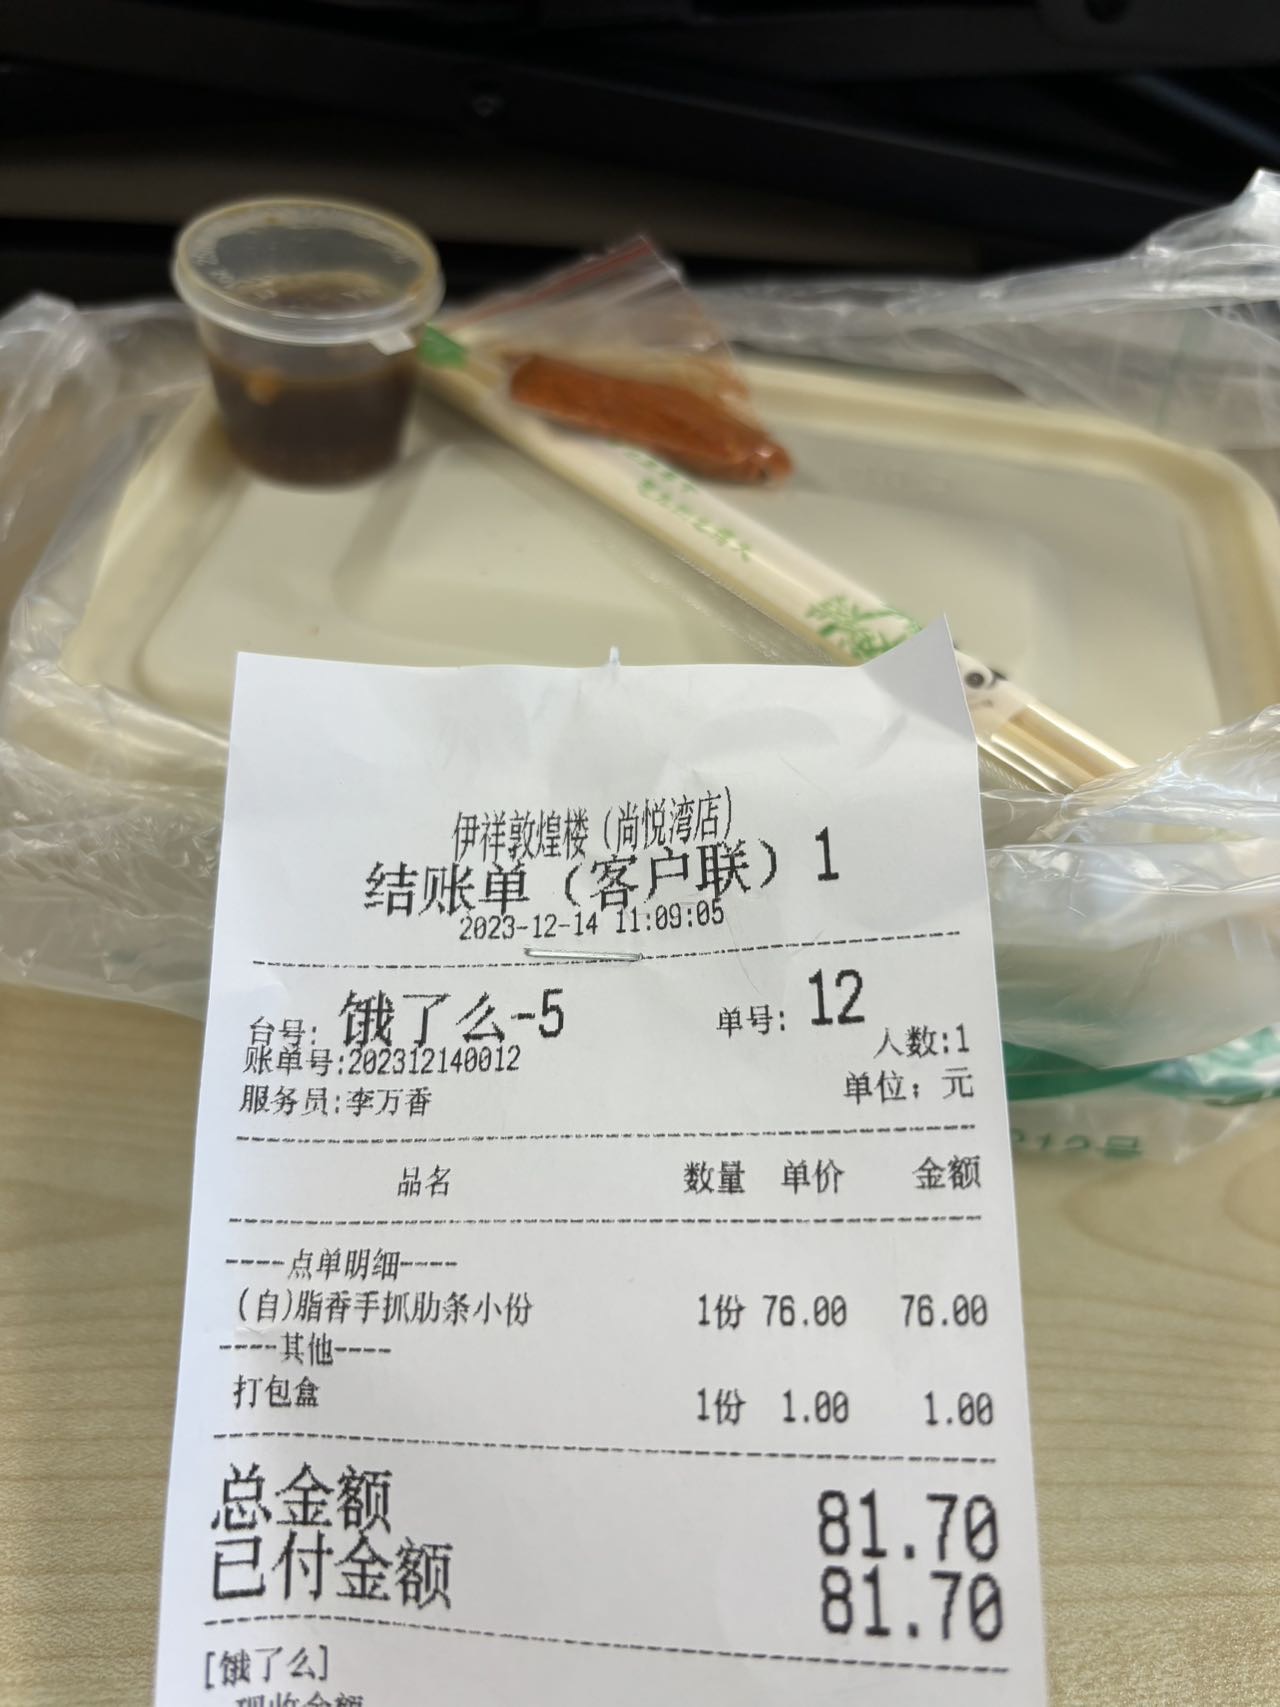 伊祥敦煌楼(尚悦湾店)
结账单(客户联)1
2023-12-14 11:09:05
台号: 饿了么-5 单号: 12
账单号:202312140012 人数:1
服务员:李万香 单位: 元
品名 数量 单价 金额
----点单明细----
(自)脂香手抓肋条小份 1份 76.00 76.00
----其他----
打包盒 1份 1.00 1.00
总金额 81.70
已付金额 81.70
[饿了么]